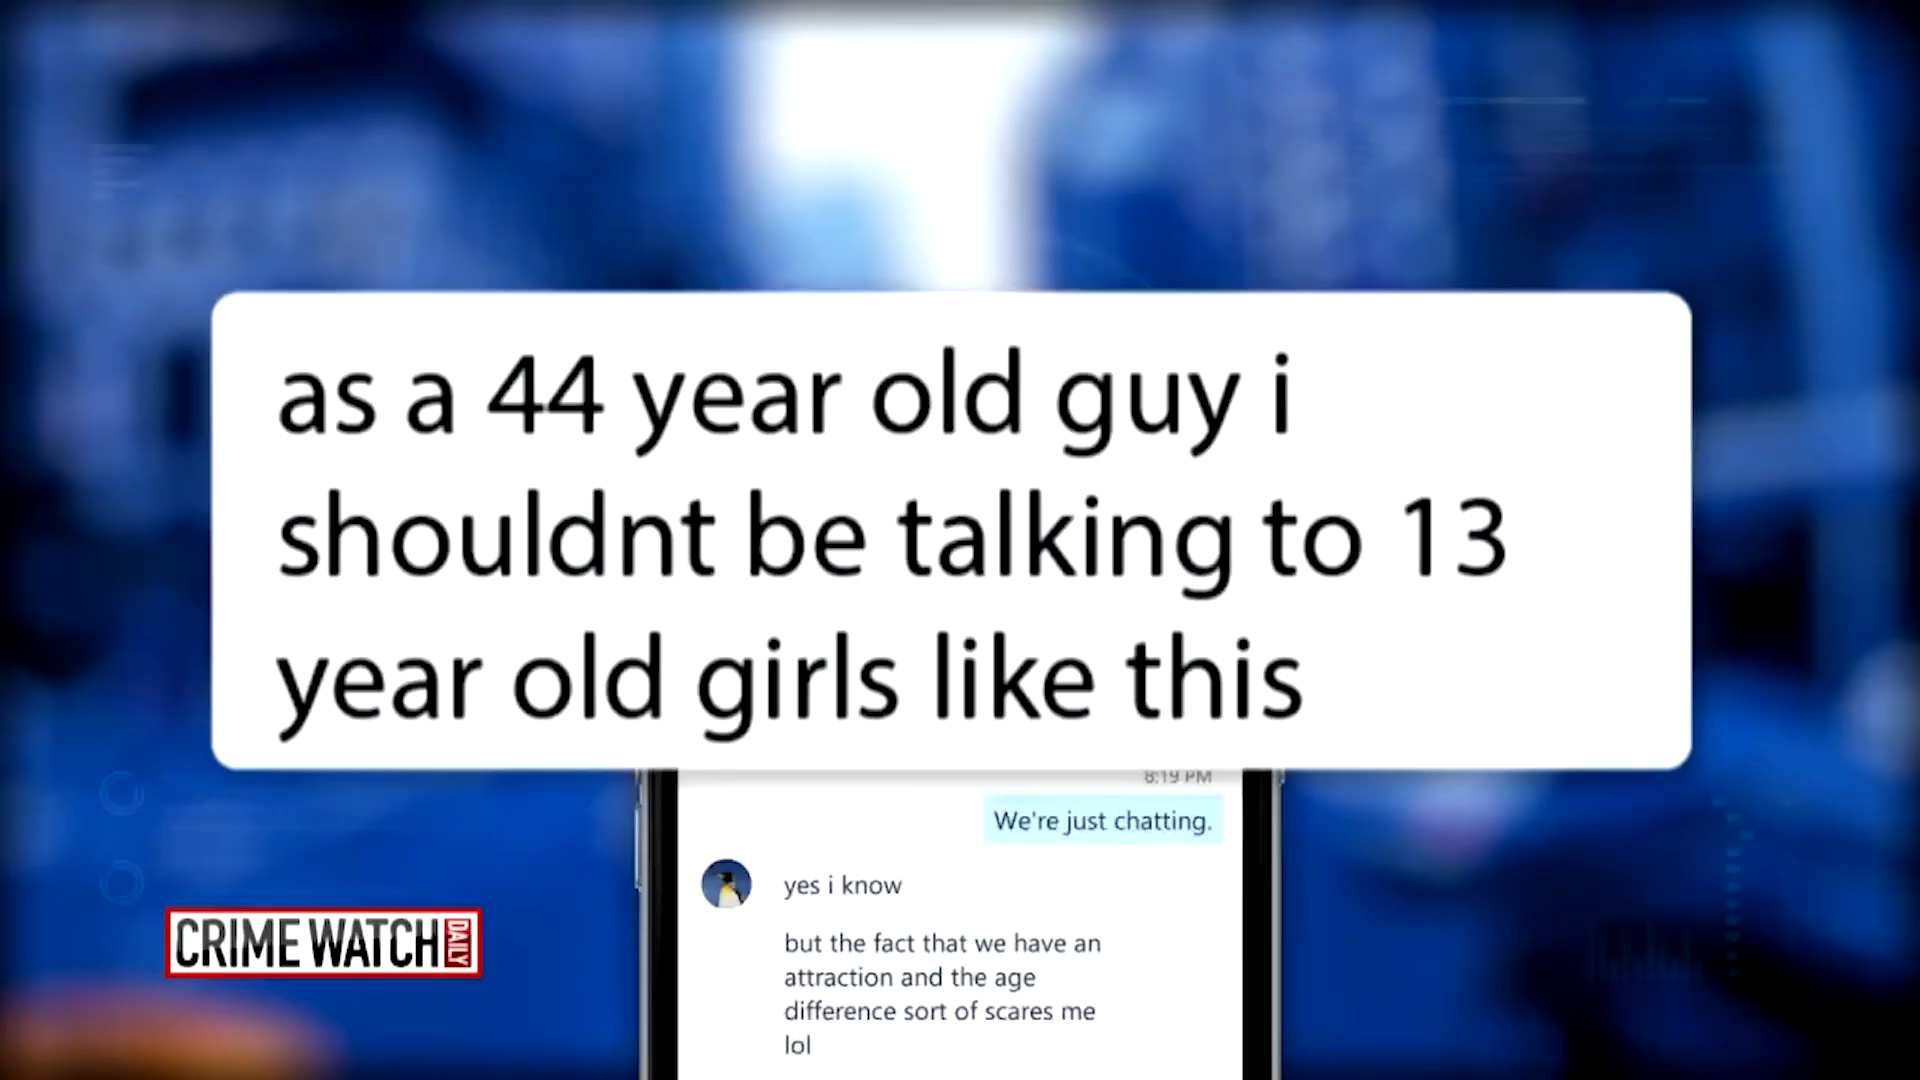 as a 44 year old guy i
shouldnt be talking to 13
year old girls like this
8:19 PM
We're just chatting.
yes i know
but the fact that we have an
attraction and the age
difference sort of scares me
lol
CRIME WATCH DAILY